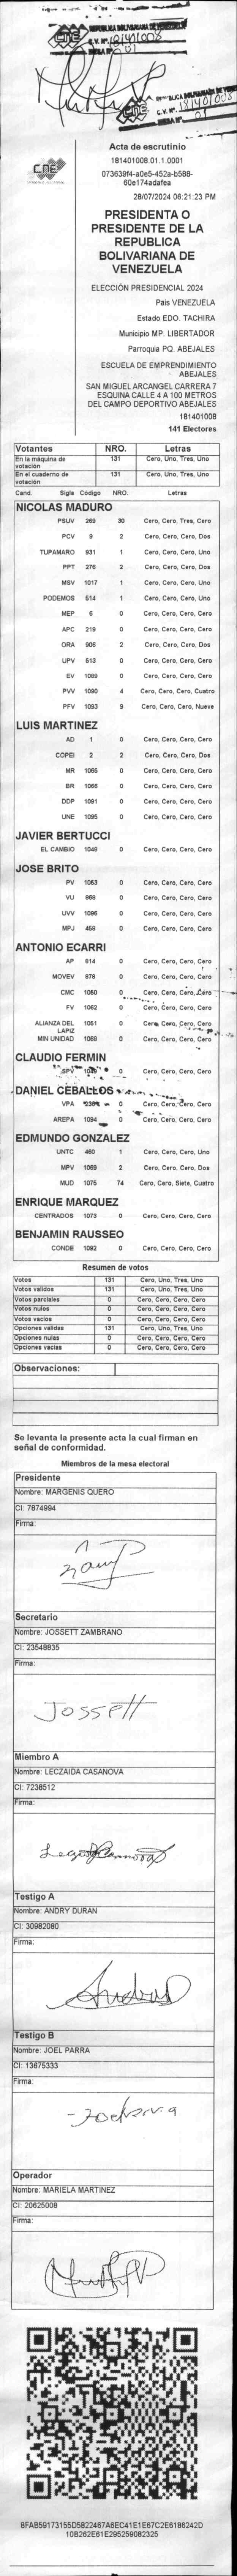 CNE
REPUBLICA BOLIVARIANA DE VENEZUELA
C.V. Nº 181401008
MESA Nº 01
CNE
REPUBLICA BOLIVARIANA DE VENEZUELA
C.V. Nº 181401008
MESA Nº 01
CNE
Acta de escrutinio
181401008.01.1.0001
073639f4-a0e5-452a-b588-
60e174adafea
28/07/2024 06:21:23 PM
PRESIDENTA O
PRESIDENTE DE LA
REPUBLICA
BOLIVARIANA DE
VENEZUELA
ELECCIÓN PRESIDENCIAL 2024
Pais VENEZUELA
Estado EDO. TACHIRA
Municipio MP. LIBERTADOR
Parroquia PQ. ABEJALES
ESCUELA DE EMPRENDIMIENTO
ABEJALES
SAN MIGUEL ARCANGEL CARRERA 7
ESQUINA CALLE 4 A 100 METROS
DEL CAMPO DEPORTIVO ABEJALES
181401008
141 Electores
Votantes NRO. Letras
En la máquina de votación 131 Cero, Uno, Tres, Uno
En el cuaderno de votación 131 Cero, Uno, Tres, Uno
Cand. Sigla Código NRO. Letras
NICOLAS MADURO
PSUV 269 30 Cero, Cero, Tres, Cero
PCV 9 2 Cero, Cero, Cero, Dos
TUPAMARO 931 1 Cero, Cero, Cero, Uno
PPT 276 2 Cero, Cero, Cero, Dos
MSV 1017 1 Cero, Cero, Cero, Uno
PODEMOS 514 1 Cero, Cero, Cero, Uno
MEP 6 0 Cero, Cero, Cero, Cero
APC 219 0 Cero, Cero, Cero, Cero
ORA 906 2 Cero, Cero, Cero, Dos
UPV 513 0 Cero, Cero, Cero, Cero
EV 1089 0 Cero, Cero, Cero, Cero
PVV 1090 4 Cero, Cero, Cero, Cuatro
PFV 1093 9 Cero, Cero, Cero, Nueve
LUIS MARTINEZ
AD 1 0 Cero, Cero, Cero, Cero
COPEI 2 2 Cero, Cero, Cero, Dos
MR 1065 0 Cero, Cero, Cero, Cero
BR 1066 0 Cero, Cero, Cero, Cero
DDP 1091 0 Cero, Cero, Cero, Cero
UNE 1095 0 Cero, Cero, Cero, Cero
JAVIER BERTUCCI
EL CAMBIO 1048 0 Cero, Cero, Cero, Cero
JOSE BRITO
PV 1053 0 Cero, Cero, Cero, Cero
VU 968 0 Cero, Cero, Cero, Cero
UVV 1096 0 Cero, Cero, Cero, Cero
MPJ 458 0 Cero, Cero, Cero, Cero
ANTONIO ECARRI
AP 914 0 Cero, Cero, Cero, Cero
MOVEV 978 0 Cero, Cero, Cero, Cero
CMC 1050 0 Cero, Cero, Cero, Cero
FV 1062 0 Cero, Cero, Cero, Cero
ALIANZA DEL LAPIZ 1051 0 Cero, Cero, Cero, Cero
MIN UNIDAD 1069 0 Cero, Cero, Cero, Cero
CLAUDIO FERMIN
SPV 0 Cero, Cero, Cero, Cero
DANIEL CEBALLOS
VPA 0 Cero, Cero, Cero, Cero
AREPA 1094 0 Cero, Cero, Cero, Cero
EDMUNDO GONZALEZ
UNTC 460 1 Cero, Cero, Cero, Uno
MPV 1069 2 Cero, Cero, Cero, Dos
MUD 1075 74 Cero, Cero, Siete, Cuatro
ENRIQUE MARQUEZ
CENTRADOS 1073 0 Cero, Cero, Cero, Cero
BENJAMIN RAUSSEO
CONDE 1092 0 Cero, Cero, Cero, Cero
Resumen de votos
Votos 131 Cero, Uno, Tres, Uno
Votos validos 131 Cero, Uno, Tres, Uno
Votos parciales 0 Cero, Cero, Cero, Cero
Votos nulos 0 Cero, Cero, Cero, Cero
Votos vacios 0 Cero, Cero, Cero, Cero
Opciones validas 131 Cero, Uno, Tres, Uno
Opciones nulas 0 Cero, Cero, Cero, Cero
Opciones vacias 0 Cero, Cero, Cero, Cero
Observaciones:
Se levanta la presente acta la cual firman en
señal de conformidad.
Miembros de la mesa electoral
Presidente
Nombre: MARGENIS QUERO
CI: 7874994
Firma:
Secretario
Nombre: JOSSETT ZAMBRANO
CI: 23548835
Firma:
Jossett
Miembro A
Nombre: LECZAIDA CASANOVA
CI: 7238512
Firma:
Testigo A
Nombre: ANDRY DURAN
CI: 30982080
Firma:
Testigo B
Nombre: JOEL PARRA
CI: 13675333
Firma:
Operador
Nombre: MARIELA MARTINEZ
CI: 20625008
Firma:
8FAB59173155D5822467A6EC41E1E67C2E6186242D
10B262E61E295259082325